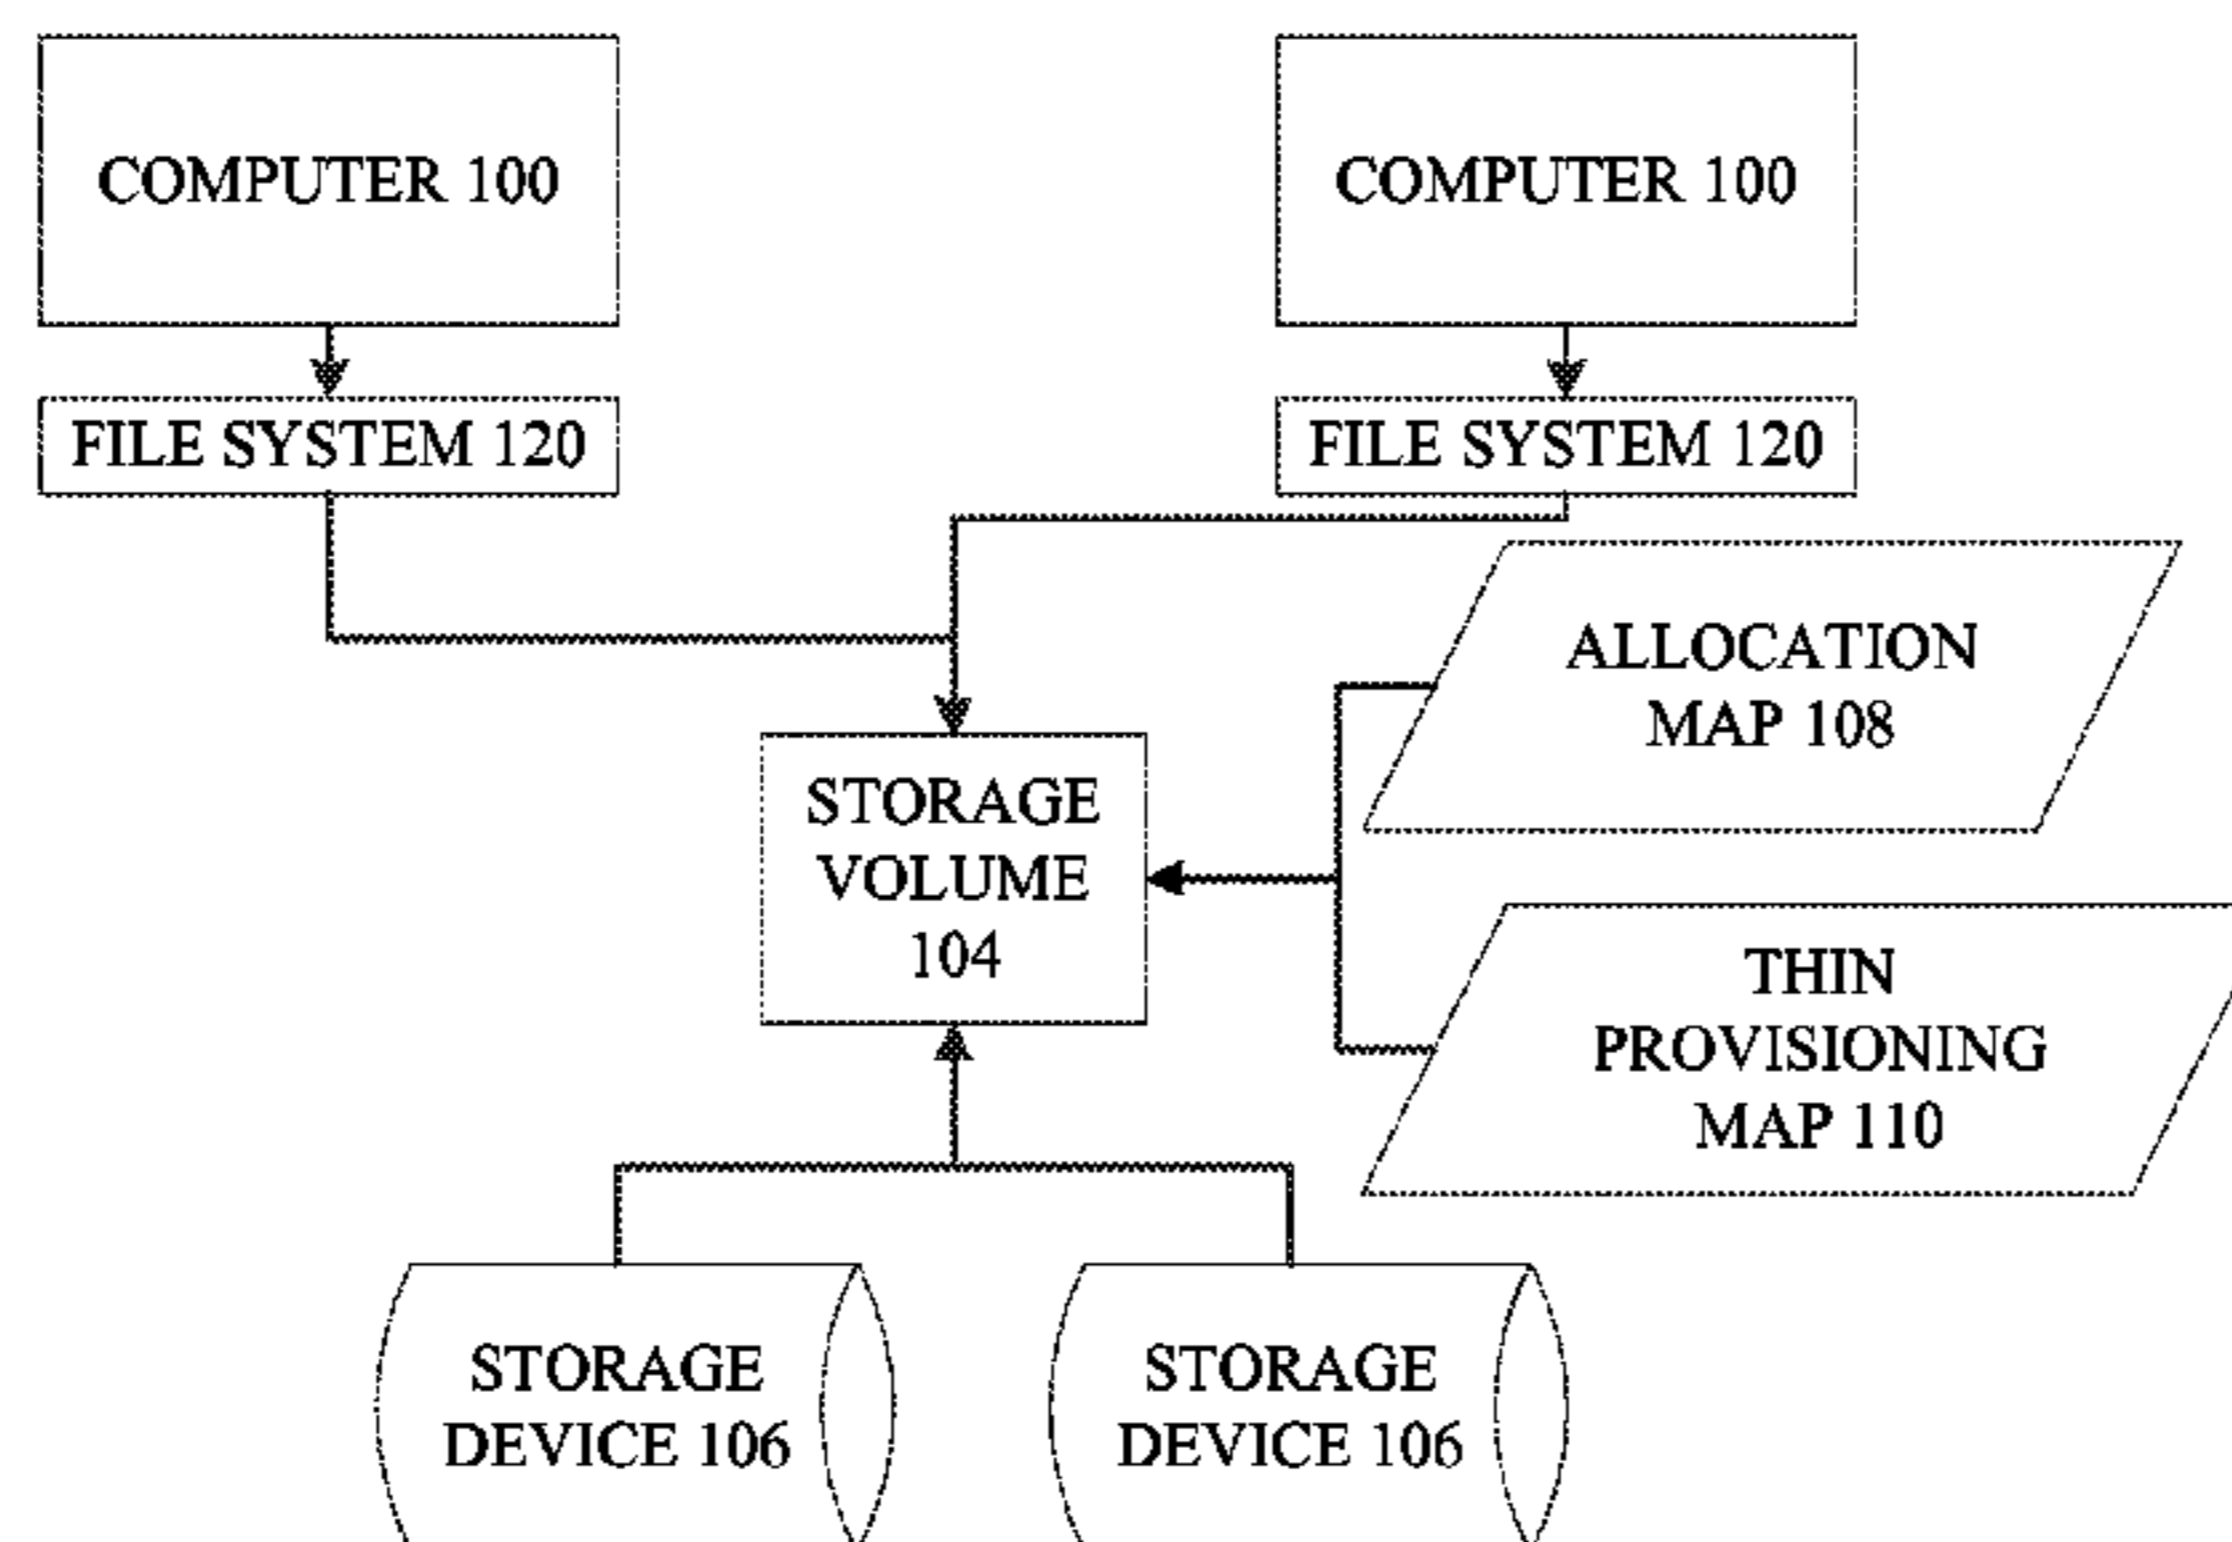 COMPUTER 100
COMPUTER 100
FILE SYSTEM 120
FILE SYSTEM 120
ALLOCATION
MAP 108
STORAGE
VOLUME
104
THIN
PROVISIONING
MAP 110
STORAGE
DEVICE 106
STORAGE
DEVICE 106